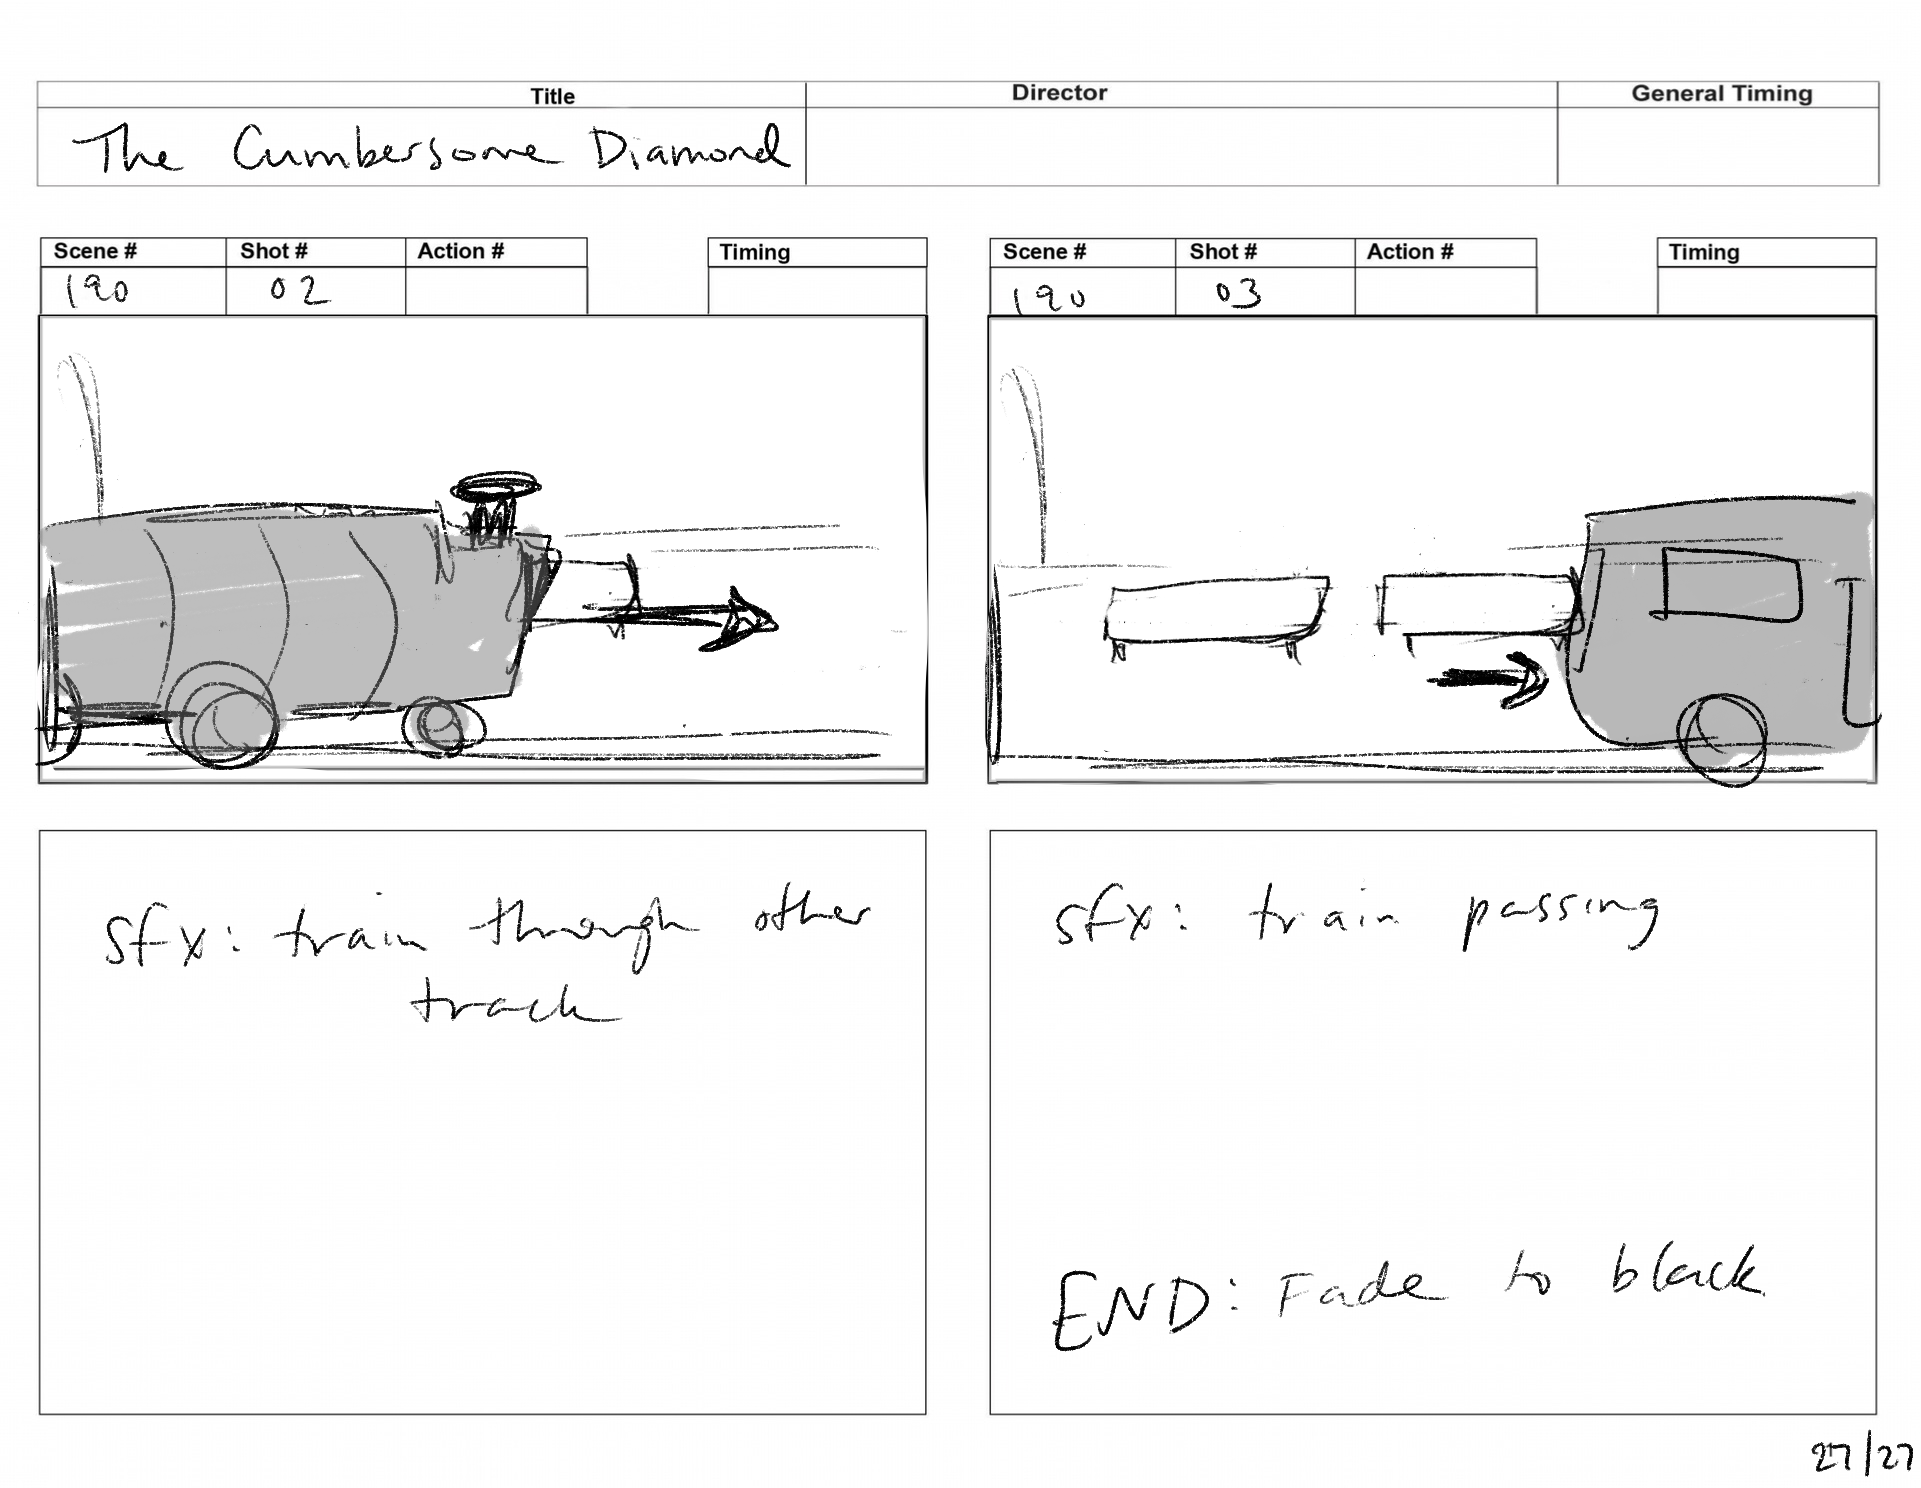 Title
Director
General Timing
The Cumbersome Diamond
Scene #
Shot #
Action #
Timing
190
02
Scene #
Shot #
Action #
Timing
190
03
sfx: train through other
track
sfx: train passing
END: Fade to black
27/27